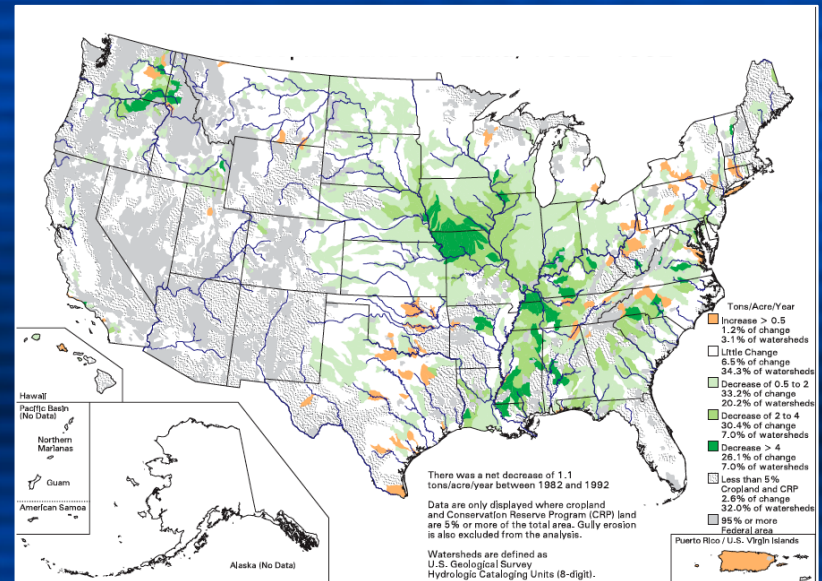 Tons/Acre/Year
Increase > 0.5
1.2% of change
3.1% of watersheds
Little Change
6.5% of change
34.3% of watersheds
Decrease of 0.5 to 2
33.2% of change
20.2% of watersheds
Decrease of 2 to 4
30.4% of change
7.0% of watersheds
Decrease > 4
26.1% of change
7.0% of watersheds
Less than 5%
Cropland and CRP
2.6% of change
32.0% of watersheds
95% or more
Federal area
Hawaii
Pacific Basin
(No Data)
Northern
Marianas
Guam
American Samoa
Alaska (No Data)
There was a net decrease of 1.1
tons/acre/year between 1982 and 1992
Data are only displayed where cropland
and Conservation Reserve Program (CRP) land
are 5% or more of the total area. Gully erosion
is also excluded from the analysis.
Watersheds are defined as
U.S. Geological Survey
Hydrologic Cataloging Units (8-digit).
Puerto Rico / U.S. Virgin Islands